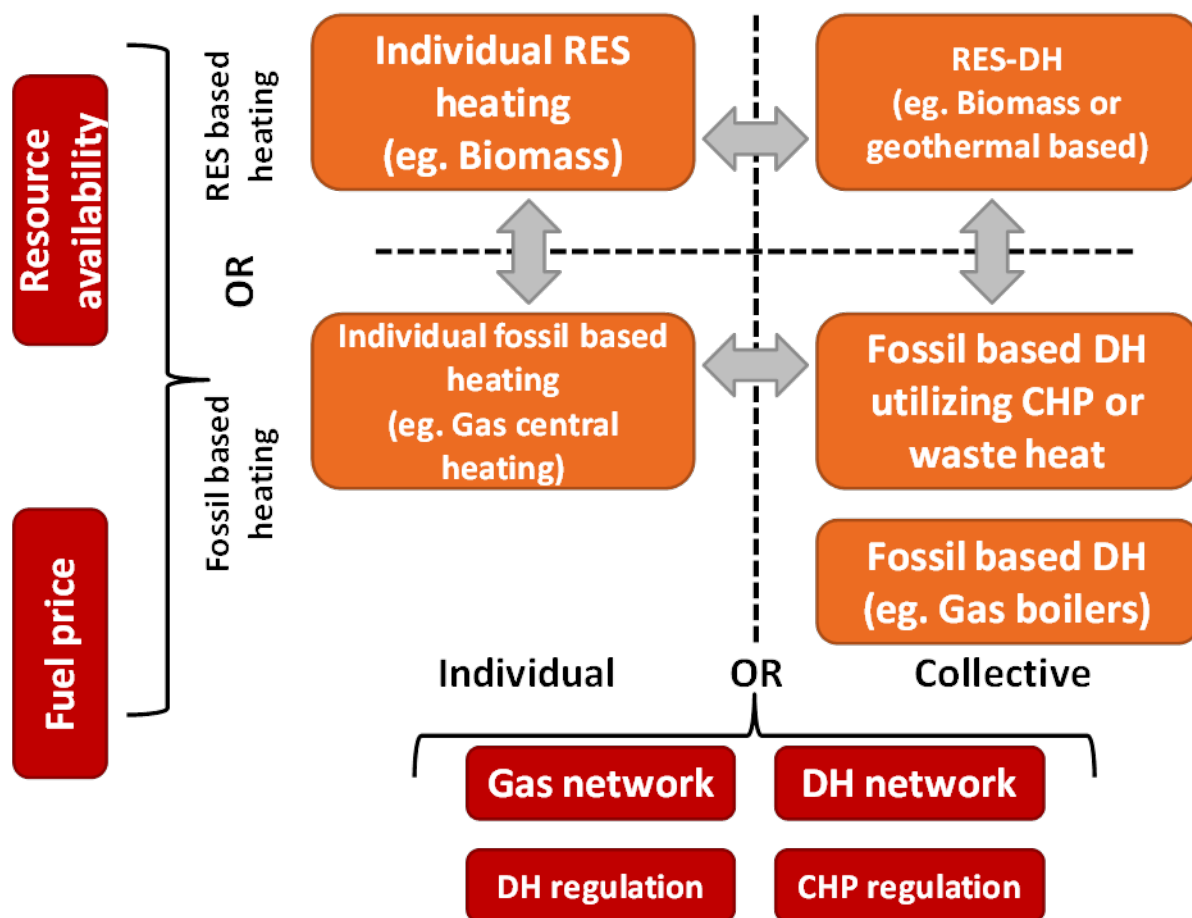 Resource
availability
Fuel price
RES based
heating
OR
Fossil based
heating
Individual RES
heating
(eg. Biomass)
RES-DH
(eg. Biomass or
geothermal based)
Individual fossil based
heating
(eg. Gas central
heating)
Fossil based DH
utilizing CHP or
waste heat
Fossil based DH
(eg. Gas boilers)
Individual
OR
Collective
Gas network
DH network
DH regulation
CHP regulation